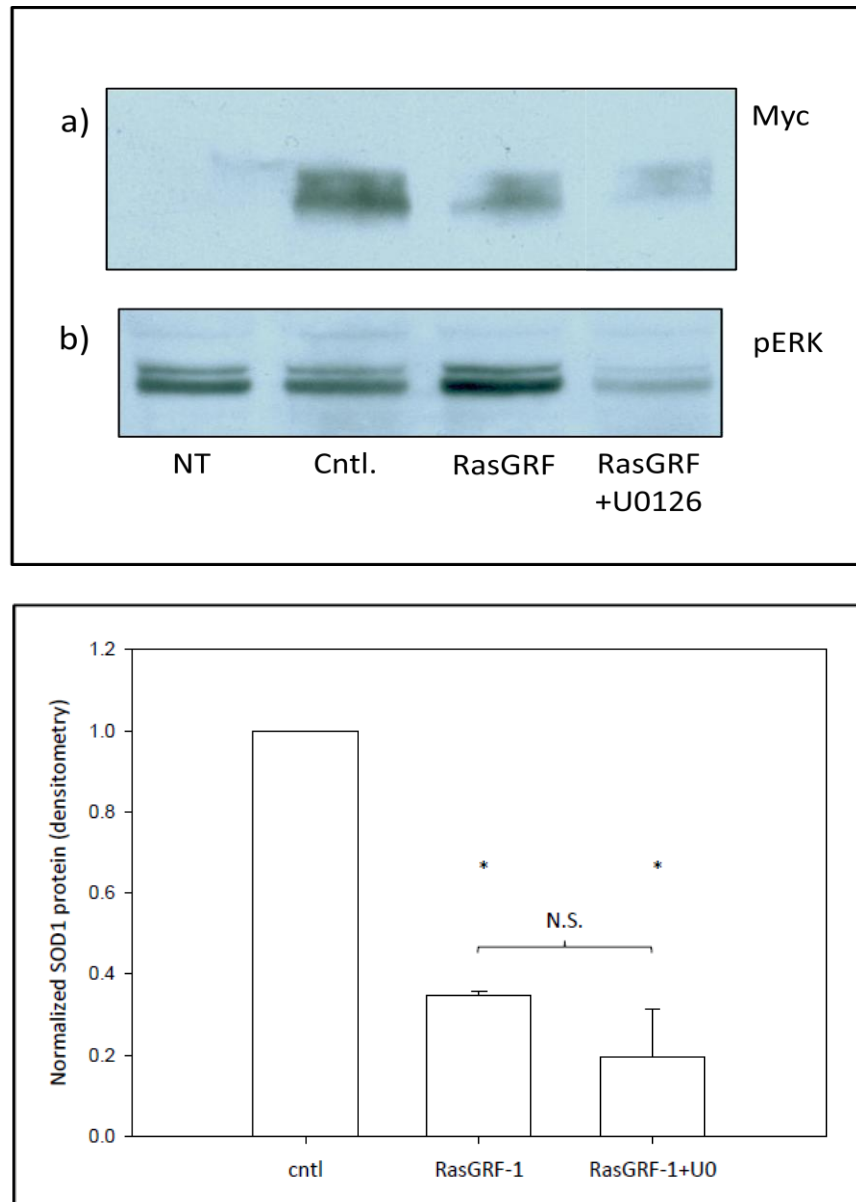 a)
Myc
b)
pERK
NT Cntl. RasGRF RasGRF
+U0126
1.2
1.0
0.8
0.6
0.4
0.2
0.0
Normalized SOD1 protein (densitometry)
* *
N.S.
cntl RasGRF-1 RasGRF-1+U0